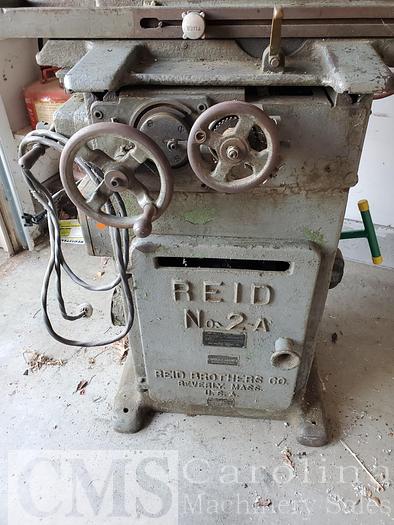 REID
No. 2-A
REID BROTHERS CO.
BEVERLY, MASS.
U.S.A.
CMS Carolina
Machinery Sales